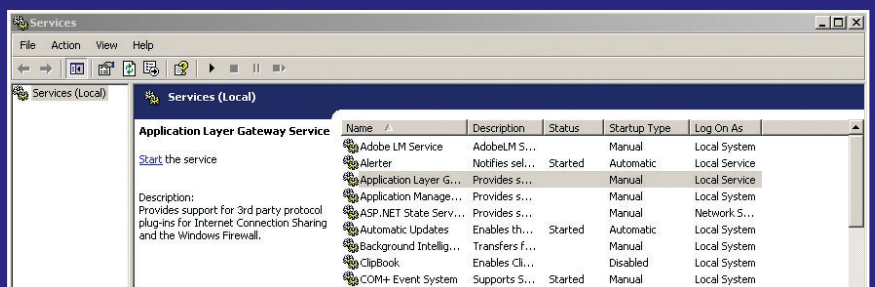 Services
File Action View Help
Services (Local)
Services (Local)
Application Layer Gateway Service
Start the service
Description:
Provides support for 3rd party protocol
plug-ins for Internet Connection Sharing
and the Windows Firewall.
Name Description Status Startup Type Log On As
Adobe LM Service AdobeLM S... Manual Local System
Alerter Notifies sel... Started Automatic Local Service
Application Layer G... Provides s... Manual Local Service
Application Manage... Provides s... Manual Local System
ASP.NET State Serv... Provides s... Manual Network S...
Automatic Updates Enables th... Started Automatic Local System
Background Intellig... Transfers f... Manual Local System
ClipBook Enables Cli... Disabled Local System
COM+ Event System Supports S... Started Manual Local System